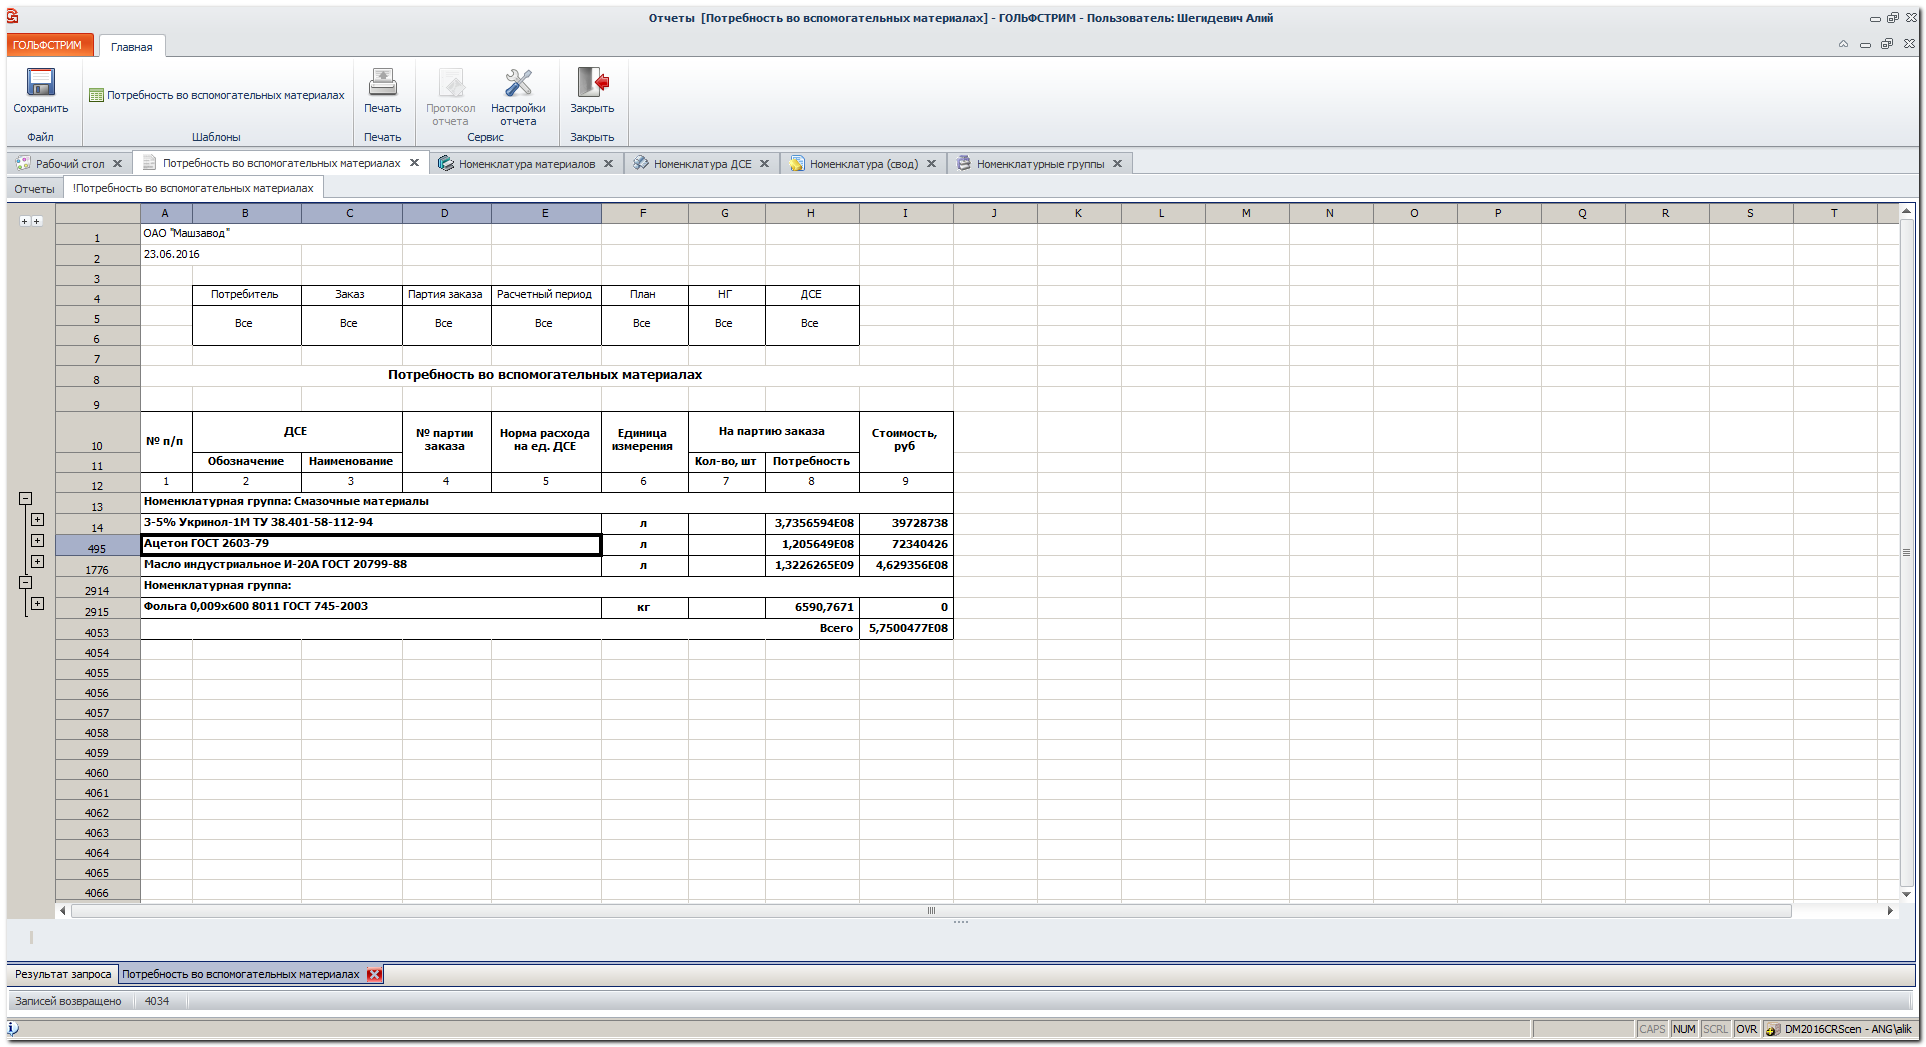 Отчеты [Потребность во вспомогательных материалах] - ГОЛЬФСТРИМ - Пользователь: Шегидевич Алий
ГОЛЬФСТРИМ Главная
Сохранить
Потребность во вспомогательных материалах
Печать
Протокол отчета
Настройки отчета
Закрыть
Файл Шаблоны Печать Сервис Закрыть
Рабочий стол Потребность во вспомогательных материалах Номенклатура материалов Номенклатура ДСЕ Номенклатура (свод) Номенклатурные группы
Отчеты !Потребность во вспомогательных материалах
A B C D E F G H I J K L M N O P Q R S T
1 ОАО "Машзавод"
2 23.06.2016
3
4 Потребитель Заказ Партия заказа Расчетный период План НГ ДСЕ
5 Все Все Все Все Все Все Все
6
7
8 Потребность во вспомогательных материалах
9
10 № п/п ДСЕ № партии заказа Норма расхода на ед. ДСЕ Единица измерения На партию заказа Стоимость, руб
11 Обозначение Наименование Кол-во, шт Потребность
12 1 2 3 4 5 6 7 8 9
13 Номенклатурная группа: Смазочные материалы
14 3-5% Укринол-1М ТУ 38.401-58-112-94 л 3,7356594E08 39728738
495 Ацетон ГОСТ 2603-79 л 1,205649E08 72340426
1776 Масло индустриальное И-20А ГОСТ 20799-88 л 1,3226265E09 4,629356E08
2914 Номенклатурная группа:
2915 Фольга 0,009х600 8011 ГОСТ 745-2003 кг 6590,7671 0
4053 Всего 5,7500477E08
4054
4055
4056
4057
4058
4059
4060
4061
4062
4063
4064
4065
4066
Результат запроса Потребность во вспомогательных материалах
Записей возвращено 4034
CAPS NUM SCRL OVR DM2016CRScen - ANG\alik